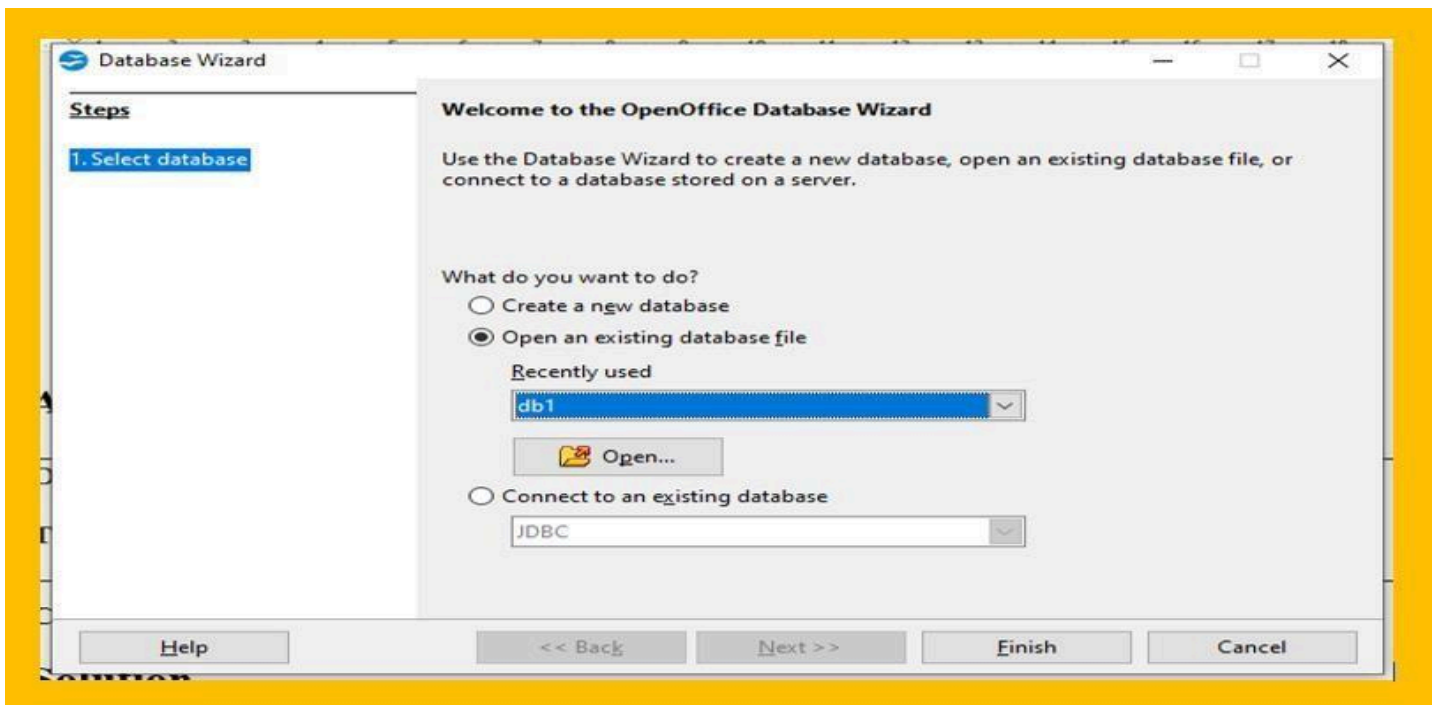 Database Wizard
Steps
1. Select database
Welcome to the OpenOffice Database Wizard
Use the Database Wizard to create a new database, open an existing database file, or
connect to a database stored on a server.
What do you want to do?
Create a new database
Open an existing database file
Recently used
db1
Open...
Connect to an existing database
JDBC
Help
<< Back
Next >>
Finish
Cancel